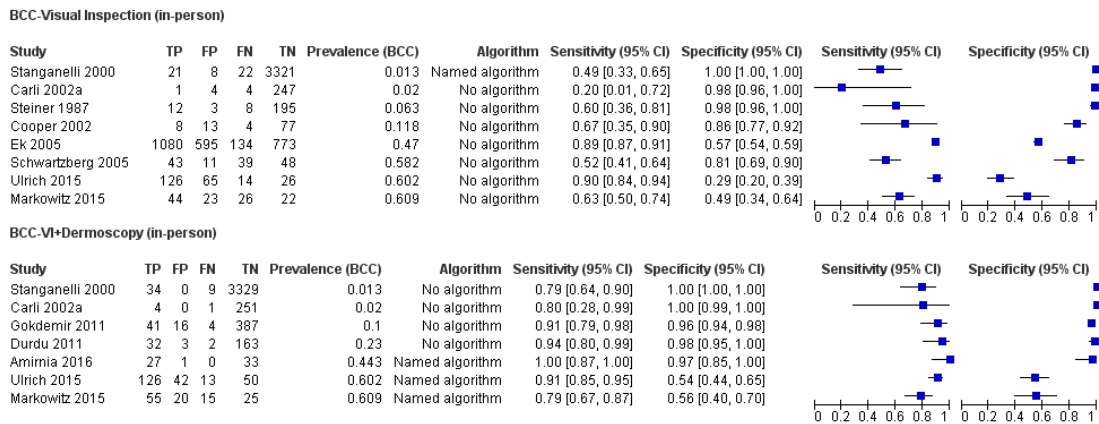 BCC-Visual Inspection (in-person)
Study TP FP FN TN Prevalence (BCC) Algorithm Sensitivity (95% CI) Specificity (95% CI) Sensitivity (95% CI) Specificity (95% CI)
Stanganelli 2000 21 8 22 3321 0.013 Named algorithm 0.49 [0.33, 0.65] 1.00 [1.00, 1.00]
Carli 2002a 1 4 4 247 0.02 No algorithm 0.20 [0.01, 0.72] 0.98 [0.96, 1.00]
Steiner 1987 12 3 8 195 0.063 No algorithm 0.60 [0.36, 0.81] 0.98 [0.96, 1.00]
Cooper 2002 8 13 4 77 0.118 No algorithm 0.67 [0.35, 0.90] 0.86 [0.77, 0.92]
Ek 2005 1080 595 134 773 0.47 No algorithm 0.89 [0.87, 0.91] 0.57 [0.54, 0.59]
Schwartzberg 2005 43 11 39 48 0.582 No algorithm 0.52 [0.41, 0.64] 0.81 [0.69, 0.90]
Ulrich 2015 126 65 14 26 0.602 No algorithm 0.90 [0.84, 0.94] 0.29 [0.20, 0.39]
Markowitz 2015 44 23 26 22 0.609 No algorithm 0.63 [0.50, 0.74] 0.49 [0.34, 0.64]
0 0.2 0.4 0.6 0.8 1 0 0.2 0.4 0.6 0.8 1
BCC-VI+Dermoscopy (in-person)
Study TP FP FN TN Prevalence (BCC) Algorithm Sensitivity (95% CI) Specificity (95% CI) Sensitivity (95% CI) Specificity (95% CI)
Stanganelli 2000 34 0 9 3329 0.013 No algorithm 0.79 [0.64, 0.90] 1.00 [1.00, 1.00]
Carli 2002a 4 0 1 251 0.02 No algorithm 0.80 [0.28, 0.99] 1.00 [0.99, 1.00]
Gokdemir 2011 41 16 4 387 0.1 No algorithm 0.91 [0.79, 0.98] 0.96 [0.94, 0.98]
Durdu 2011 32 3 2 163 0.23 No algorithm 0.94 [0.80, 0.99] 0.98 [0.95, 1.00]
Amirnia 2016 27 1 0 33 0.443 Named algorithm 1.00 [0.87, 1.00] 0.97 [0.85, 1.00]
Ulrich 2015 126 42 13 50 0.602 Named algorithm 0.91 [0.85, 0.95] 0.54 [0.44, 0.65]
Markowitz 2015 55 20 15 25 0.609 Named algorithm 0.79 [0.67, 0.87] 0.56 [0.40, 0.70]
0 0.2 0.4 0.6 0.8 1 0 0.2 0.4 0.6 0.8 1